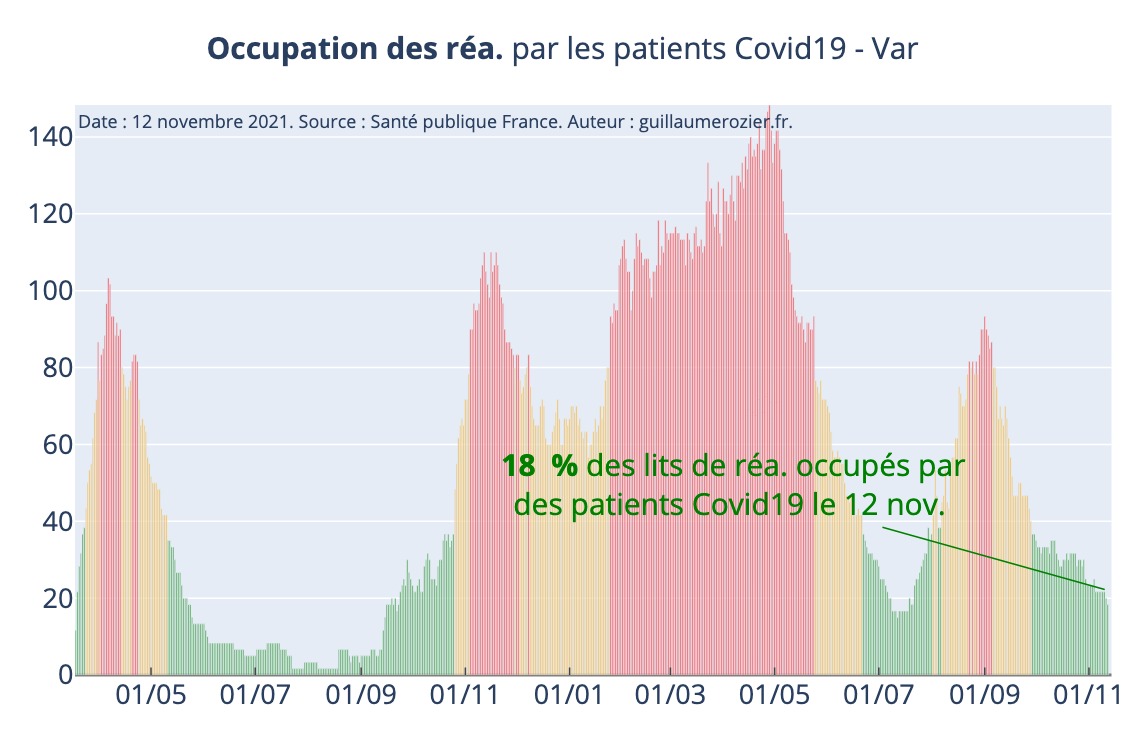 Occupation des réa. par les patients Covid19 - Var
Date : 12 novembre 2021. Source : Santé publique France. Auteur : guillaumerozier.fr.
140
120
100
80
60
40
20
0
18 % des lits de réa. occupés par
des patients Covid19 le 12 nov.
01/05 01/07 01/09 01/11 01/01 01/03 01/05 01/07 01/09 01/11